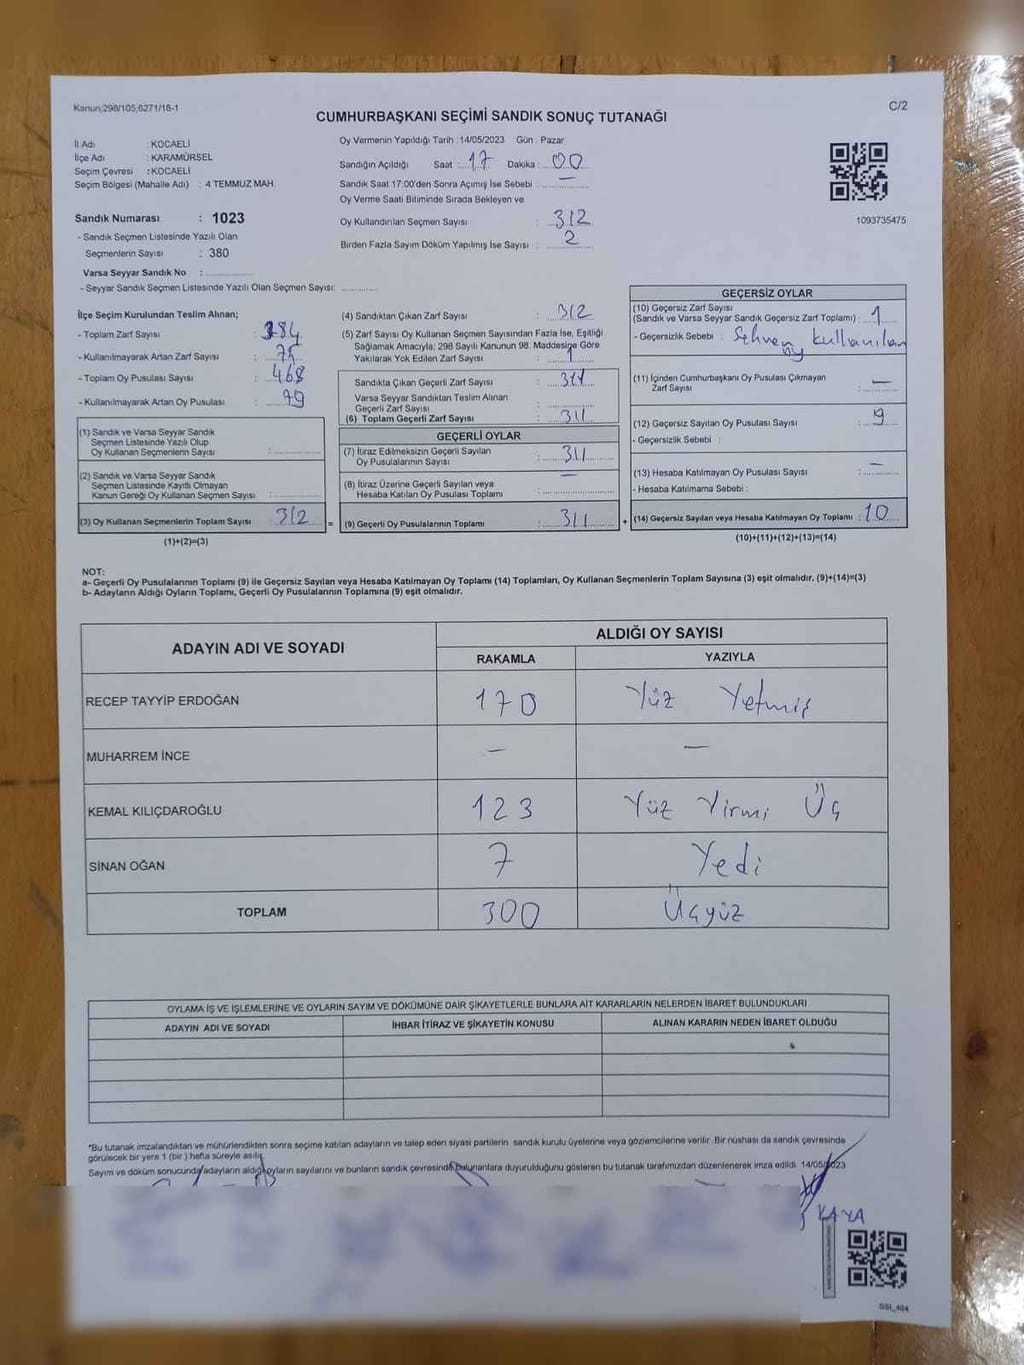 Kanun:298/105,6271/18-1
C/2
CUMHURBAŞKANI SEÇİMİ SANDIK SONUÇ TUTANAĞI
İl Adı : KOCAELİ
İlçe Adı : KARAMÜRSEL
Seçim Çevresi : KOCAELİ
Seçim Bölgesi (Mahalle Adı) : 4 TEMMUZ MAH.
Sandık Numarası : 1023
- Sandık Seçmen Listesinde Yazılı Olan
Seçmenlerin Sayısı : 380
Varsa Seyyar Sandık No :
- Seyyar Sandık Seçmen Listesinde Yazılı Olan Seçmen Sayısı:
Oy Vermenin Yapıldığı Tarih :14/05/2023 Gün : Pazar
Sandığın Açıldığı Saat : 17 Dakika : 00
Sandık Saat 17:00'den Sonra Açımış İse Sebebi : —
Oy Verme Saati Bitiminde Sırada Bekleyen ve
Oy Kullandırılan Seçmen Sayısı : 312
Birden Fazla Sayım Döküm Yapılmış İse Sayısı : 2
1093735475
İlçe Seçim Kurulundan Teslim Alınan;
- Toplam Zarf Sayısı : 384
- Kullanılmayarak Artan Zarf Sayısı :
- Toplam Oy Pusulası Sayısı : 468
- Kullanılmayarak Artan Oy Pusulası : 79
(1) Sandık ve Varsa Seyyar Sandık
Seçmen Listesinde Yazılı Olup
Oy Kullanan Seçmenlerin Sayısı :
(2) Sandık ve Varsa Seyyar Sandık
Seçmen Listesinde Kayıtlı Olmayan
Kanun Gereği Oy Kullanan Seçmen Sayısı :
(3) Oy Kullanan Seçmenlerin Toplam Sayısı : 312
(1)+(2)=(3)
=
(4) Sandıktan Çıkan Zarf Sayısı : 312
(5) Zarf Sayısı Oy Kullanan Seçmen Sayısından Fazla İse, Eşitliği
Sağlamak Amacıyla; 298 Sayılı Kanunun 98. Maddesine Göre
Yakılarak Yok Edilen Zarf Sayısı : 1
Sandıkta Çıkan Geçerli Zarf Sayısı : 311
Varsa Seyyar Sandıktan Teslim Alınan
Geçerli Zarf Sayısı :
(6) Toplam Geçerli Zarf Sayısı : 311
GEÇERLİ OYLAR
(7) İtiraz Edilmeksizin Geçerli Sayılan
Oy Pusulalarının Sayısı : 311
(8) İtiraz Üzerine Geçerli Sayılan veya
Hesaba Katılan Oy Pusulası Toplamı : —
(9) Geçerli Oy Pusulalarının Toplamı : 311
+
GEÇERSİZ OYLAR
(10) Geçersiz Zarf Sayısı
(Sandık ve Varsa Seyyar Sandık Geçersiz Zarf Toplamı) : 1
- Geçersizlik Sebebi : Sehven kullanılan
oy
(11) İçinden Cumhurbaşkanı Oy Pusulası Çıkmayan
Zarf Sayısı : —
(12) Geçersiz Sayılan Oy Pusulası Sayısı : 9
- Geçersizlik Sebebi :
(13) Hesaba Katılmayan Oy Pusulası Sayısı : —
- Hesaba Katılmama Sebebi :
(14) Geçersiz Sayılan veya Hesaba Katılmayan Oy Toplamı : 10
(10)+(11)+(12)+(13)=(14)
NOT:
a- Geçerli Oy Pusulalarının Toplamı (9) ile Geçersiz Sayılan veya Hesaba Katılmayan Oy Toplamı (14) Toplamları, Oy Kullanan Seçmenlerin Toplam Sayısına (3) eşit olmalıdır. (9)+(14)=(3)
b- Adayların Aldığı Oyların Toplamı, Geçerli Oy Pusulalarının Toplamına (9) eşit olmalıdır.
ADAYIN ADI VE SOYADI
ALDIĞI OY SAYISI
RAKAMLA YAZIYLA
RECEP TAYYİP ERDOĞAN 170 Yüz Yetmiş
MUHARREM İNCE — —
KEMAL KILIÇDAROĞLU 123 Yüz Yirmi Üç
SİNAN OĞAN 7 Yedi
TOPLAM 300 Üçyüz
OYLAMA İŞ VE İŞLEMLERİNE VE OYLARIN SAYIM VE DÖKÜMÜNE DAİR ŞİKAYETLERLE BUNLARA AİT KARARLARIN NELERDEN İBARET BULUNDUKLARI
ADAYIN ADI VE SOYADI İHBAR İTİRAZ VE ŞİKAYETİN KONUSU ALINAN KARARIN NEDEN İBARET OLDUĞU
*Bu tutanak imzalandıktan ve mühürlendikten sonra seçime katılan adayların ve talep eden siyasi partilerin sandık kurulu üyelerine veya gözlemcilerine verilir .Bir nüshası da sandık çevresinde
görülecek bir yere 1 (bir ) hafta süreyle asılır.
Sayım ve döküm sonucunda adayların aldığı oyların sayılarını ve bunların sandık çevresinde bulunanlara duyurulduğunu gösteren bu tutanak tarafımızdan düzenlenerek imza edildi. 14/05/2023
KAYA
SSI_404